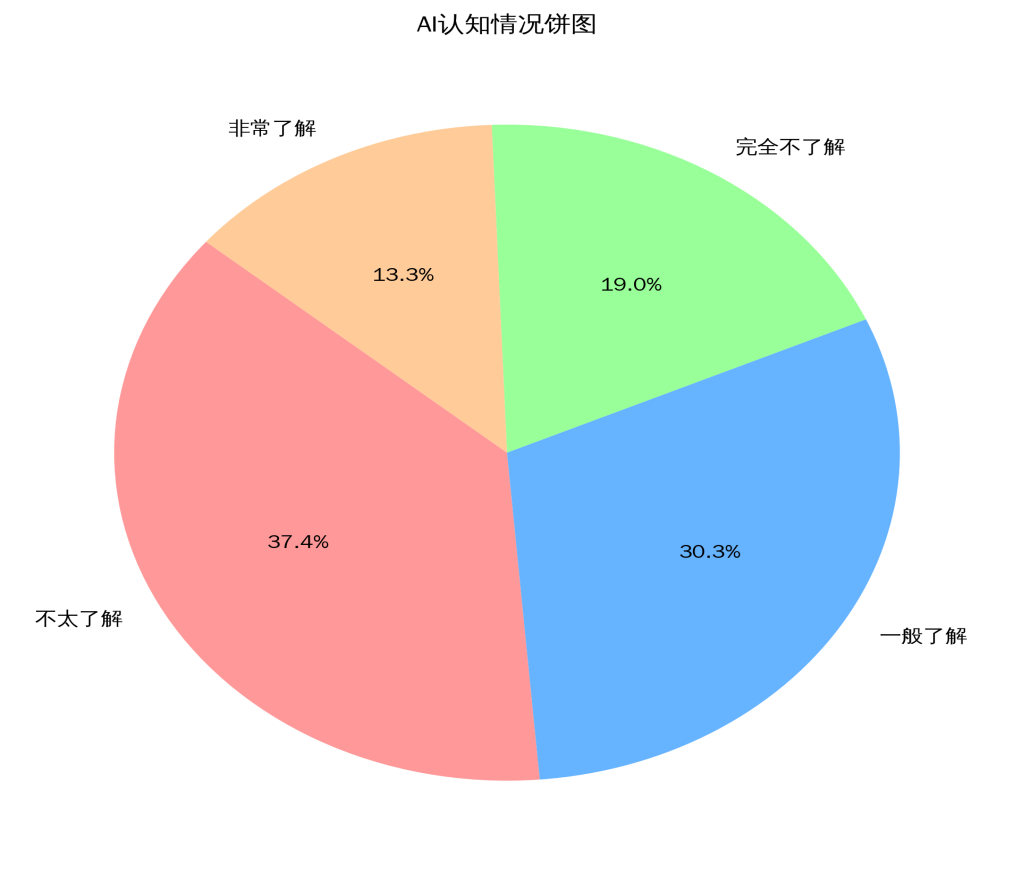 AI认知情况饼图
非常了解
完全不了解
13.3%
19.0%
37.4%
30.3%
不太了解
一般了解